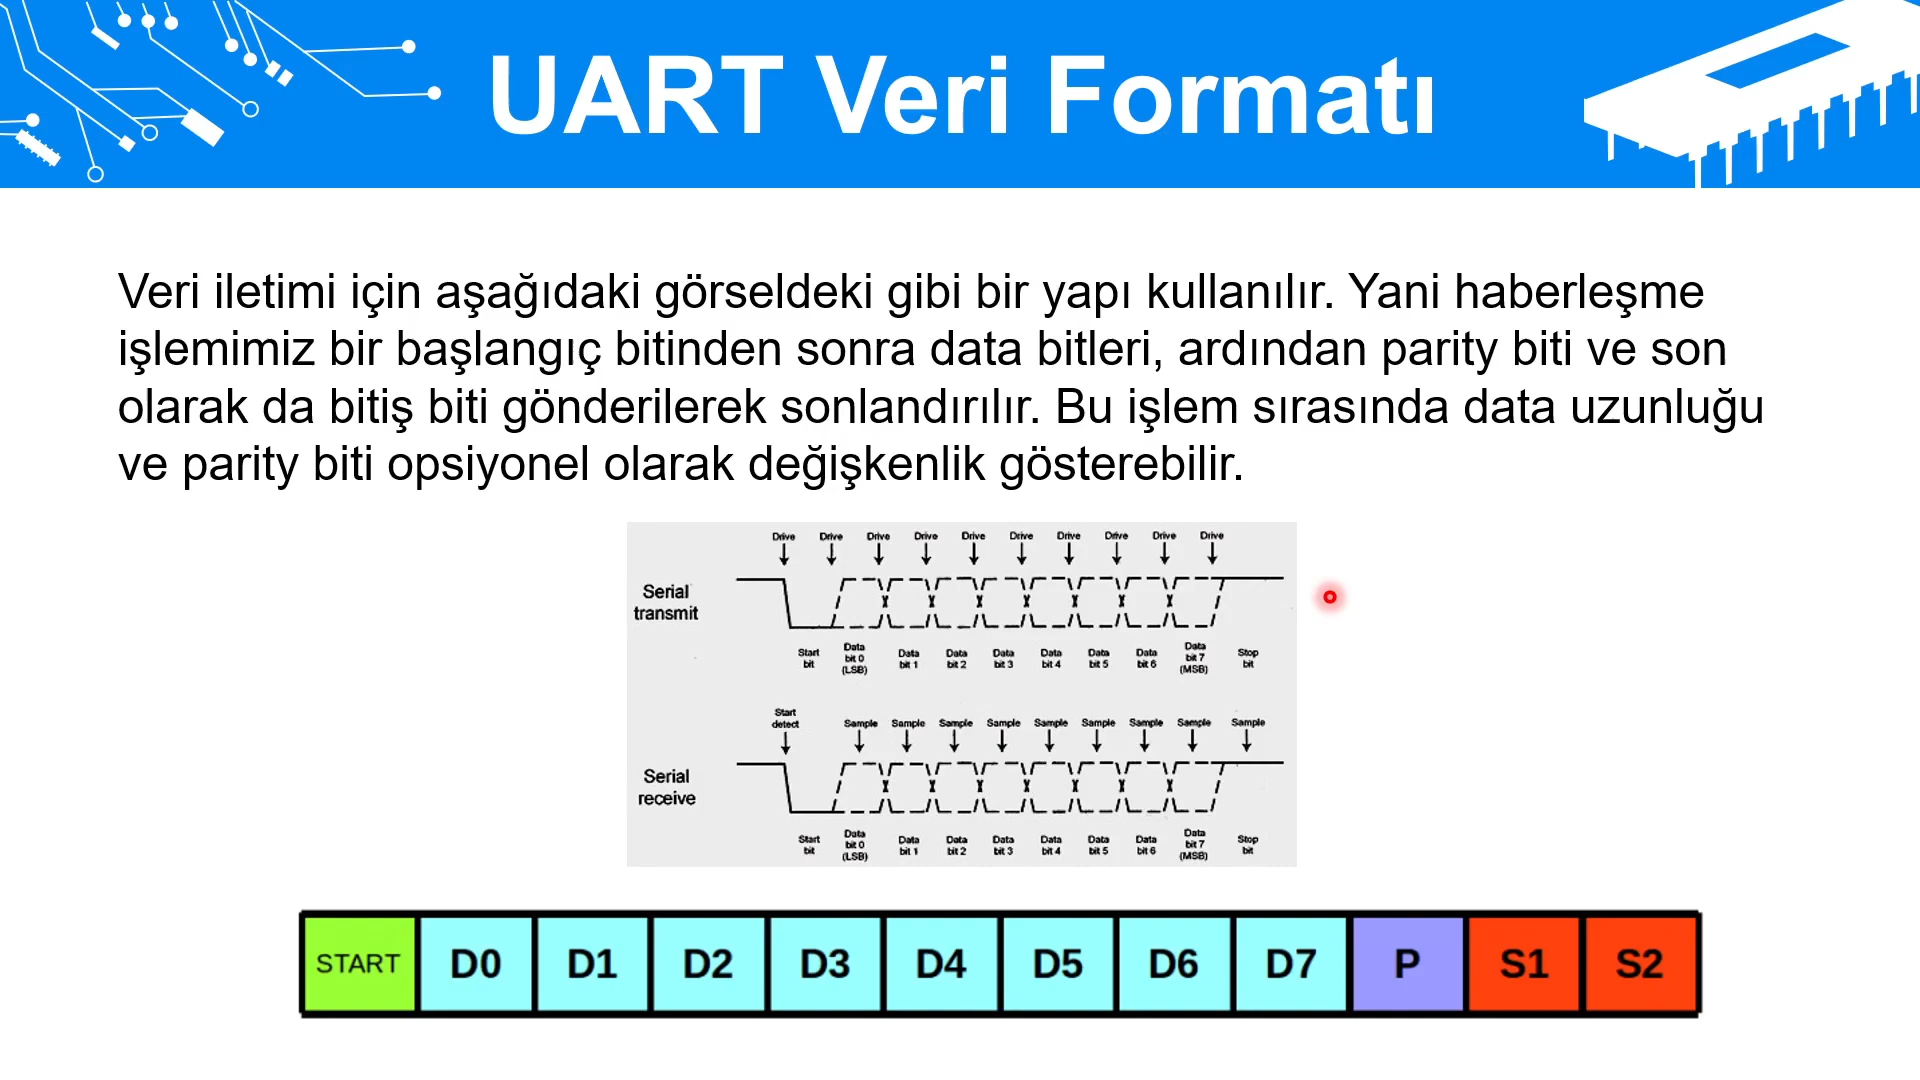 UART Veri Formatı
Veri iletimi için aşağıdaki görseldeki gibi bir yapı kullanılır. Yani haberleşme
işlemimiz bir başlangıç bitinden sonra data bitleri, ardından parity biti ve son
olarak da bitiş biti gönderilerek sonlandırılır. Bu işlem sırasında data uzunluğu
ve parity biti opsiyonel olarak değişkenlik gösterebilir.
Drive Drive Drive Drive Drive Drive Drive Drive Drive Drive
Serial
transmit
Start
bit
Data
bit 0
(LSB)
Data
bit 1
Data
bit 2
Data
bit 3
Data
bit 4
Data
bit 5
Data
bit 6
Data
bit 7
(MSB)
Stop
bit
Start
detect
Sample Sample Sample Sample Sample Sample Sample Sample Sample
Serial
receive
Start
bit
Data
bit 0
(LSB)
Data
bit 1
Data
bit 2
Data
bit 3
Data
bit 4
Data
bit 5
Data
bit 6
Data
bit 7
(MSB)
Stop
bit
START D0 D1 D2 D3 D4 D5 D6 D7 P S1 S2